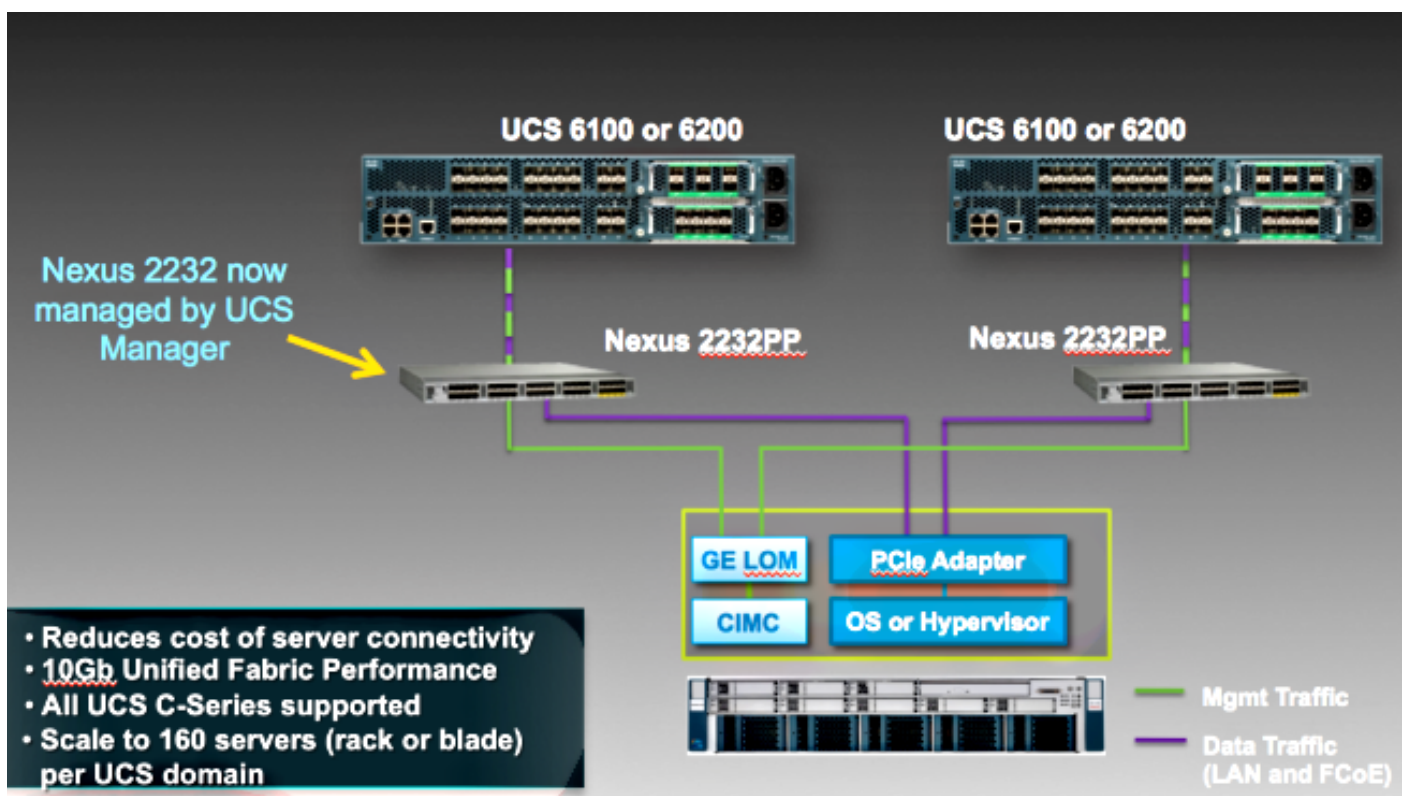 UCS 6100 or 6200
UCS 6100 or 6200
Nexus 2232 now
managed by UCS
Manager
Nexus 2232PP
Nexus 2232PP
GE LOM
PCIe Adapter
CIMC
OS or Hypervisor
• Reduces cost of server connectivity
• 10Gb Unified Fabric Performance
• All UCS C-Series supported
• Scale to 160 servers (rack or blade)
per UCS domain
Mgmt Traffic
Data Traffic
(LAN and FCoE)